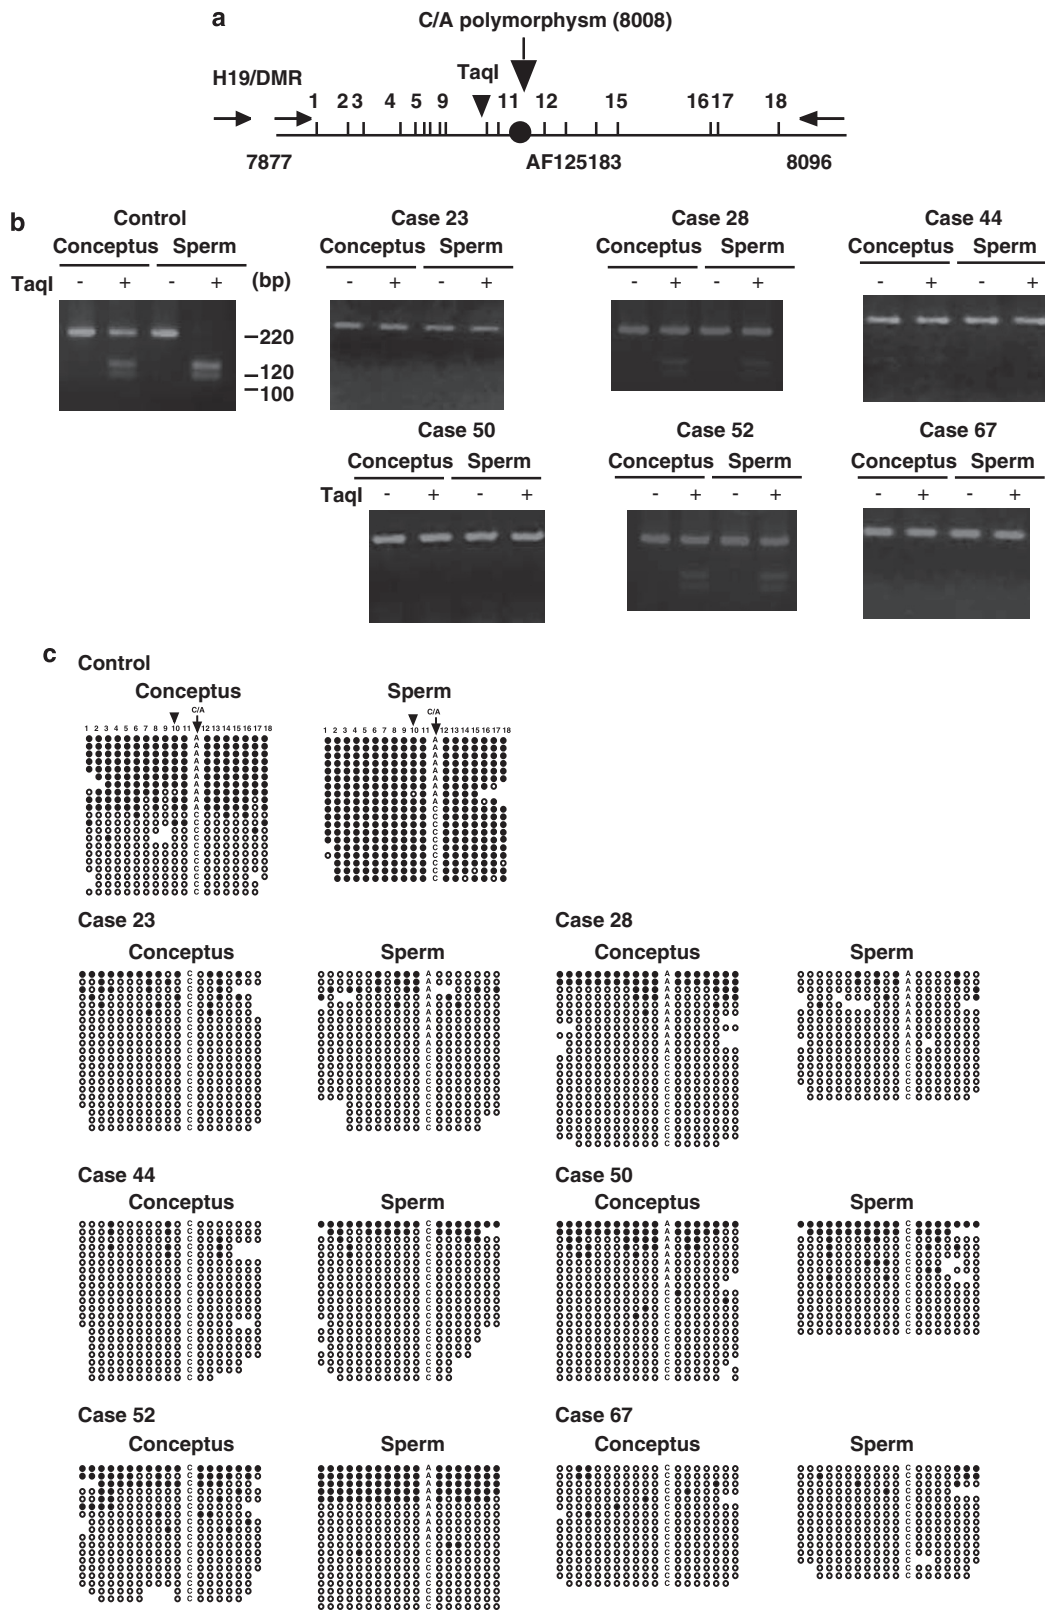 a
C/A polymorphysm (8008)
TaqI
H19/DMR
1 2 3 4 5 9 11 12 15 16 17 18
7877 AF125183 8096
b
Control Case 23 Case 28 Case 44
Conceptus Sperm Conceptus Sperm Conceptus Sperm Conceptus Sperm
TaqI - + - + (bp) - + - + - + - + - + - +
220
120
100
Case 50 Case 52 Case 67
Conceptus Sperm Conceptus Sperm Conceptus Sperm
TaqI - + - + - + - + - + - +
c
Control
Conceptus Sperm
C/A C/A
1 2 3 4 5 6 7 8 9 10 11 12 13 14 15 16 17 18 1 2 3 4 5 6 7 8 9 10 11 12 13 14 15 16 17 18
Case 23 Case 28
Conceptus Sperm Conceptus Sperm
Case 44 Case 50
Conceptus Sperm Conceptus Sperm
Case 52 Case 67
Conceptus Sperm Conceptus Sperm